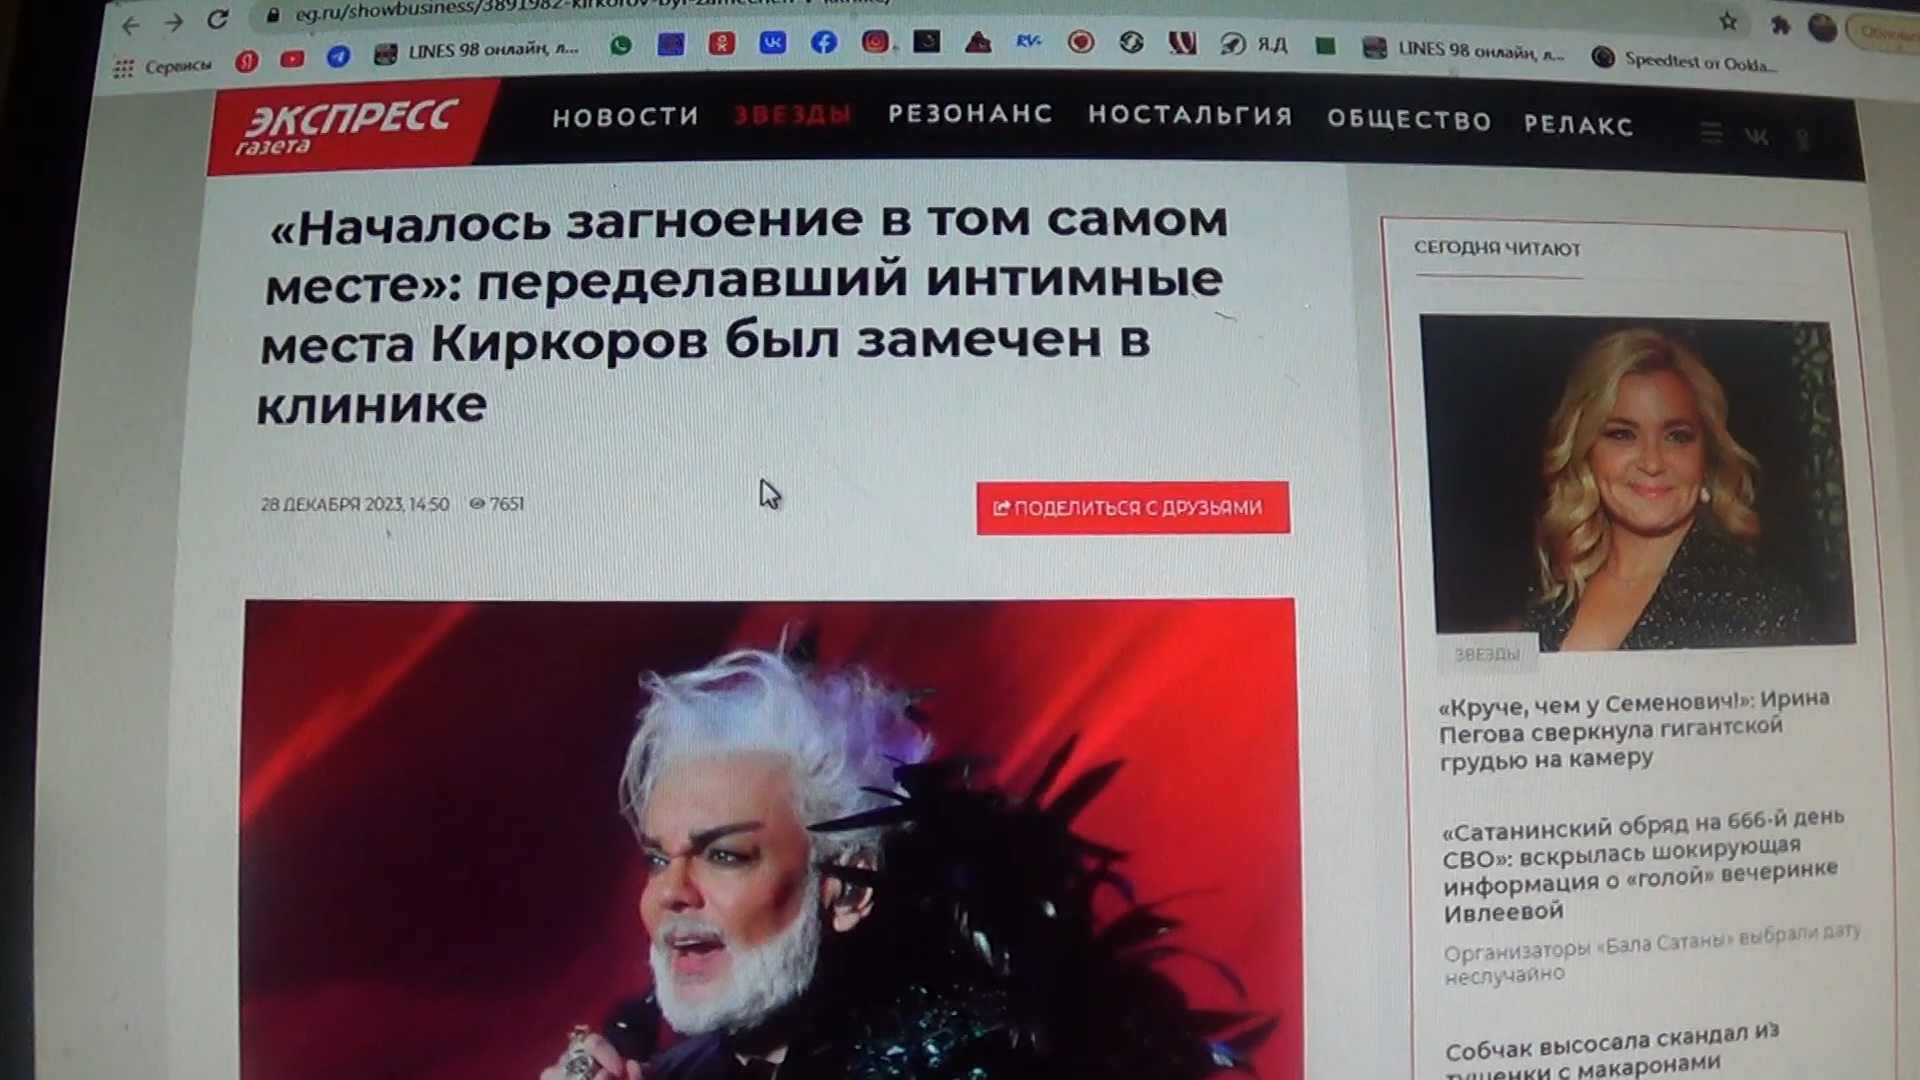 eg.ru/showbusiness/3891982-kirkorov-byl-zamechen-v-klinike/
Сервисы
LINES 98 онлайн, л...
Я.Д
LINES 98 онлайн, л...
Speedtest от Ookla...
ЭКСПРЕСС
газета
НОВОСТИ
ЗВЕЗДЫ
РЕЗОНАНС
НОСТАЛЬГИЯ
ОБЩЕСТВО
РЕЛАКС
«Началось загноение в том самом
месте»: переделавший интимные
места Киркоров был замечен в
клинике
28 ДЕКАБРЯ 2023, 14:50
7651
ПОДЕЛИТЬСЯ С ДРУЗЬЯМИ
СЕГОДНЯ ЧИТАЮТ
ЗВЕЗДЫ
«Круче, чем у Семенович!»: Ирина
Пегова сверкнула гигантской
грудью на камеру
«Сатанинский обряд на 666-й день
СВО»: вскрылась шокирующая
информация о «голой» вечеринке
Ивлеевой
Организаторы «Бала Сатаны» выбрали дату
неслучайно
Собчак высосала скандал из
тушенки с макаронами